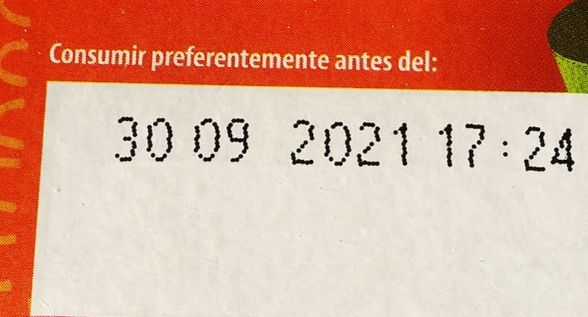 Consumir preferentemente antes del:
30 09 2021 17:24